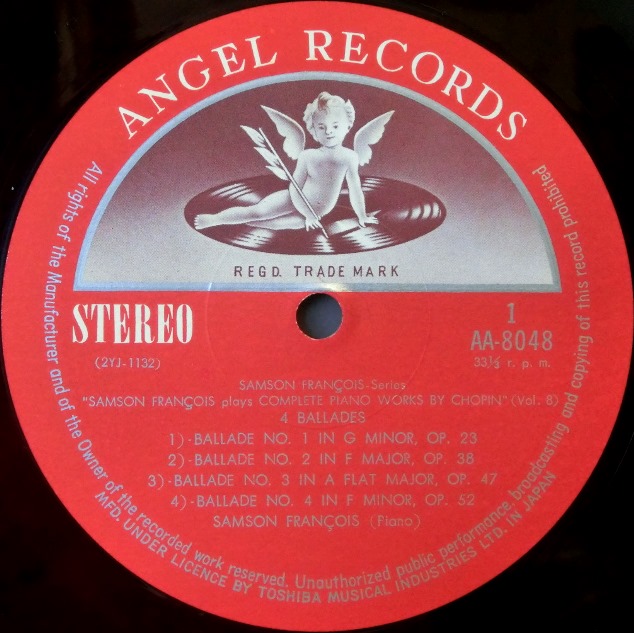 ANGEL RECORDS
REGD. TRADE MARK
STEREO
(2YJ-1132)
1
AA-8048
33⅓ r. p. m.
SAMSON FRANÇOIS-Series
"SAMSON FRANÇOIS plays COMPLETE PIANO WORKS BY CHOPIN" (Vol. 8)
4 BALLADES
1)-BALLADE NO. 1 IN G MINOR, OP. 23
2)-BALLADE NO. 2 IN F MAJOR, OP. 38
3)-BALLADE NO. 3 IN A FLAT MAJOR, OP. 47
4)-BALLADE NO. 4 IN F MINOR, OP. 52
SAMSON FRANÇOIS (Piano)
All rights of the Manufacturer and of the Owner of the recorded work reserved. Unauthorized public performance, broadcasting and copying of this record prohibited
MFD. UNDER LICENCE BY TOSHIBA MUSICAL INDUSTRIES LTD. IN JAPAN